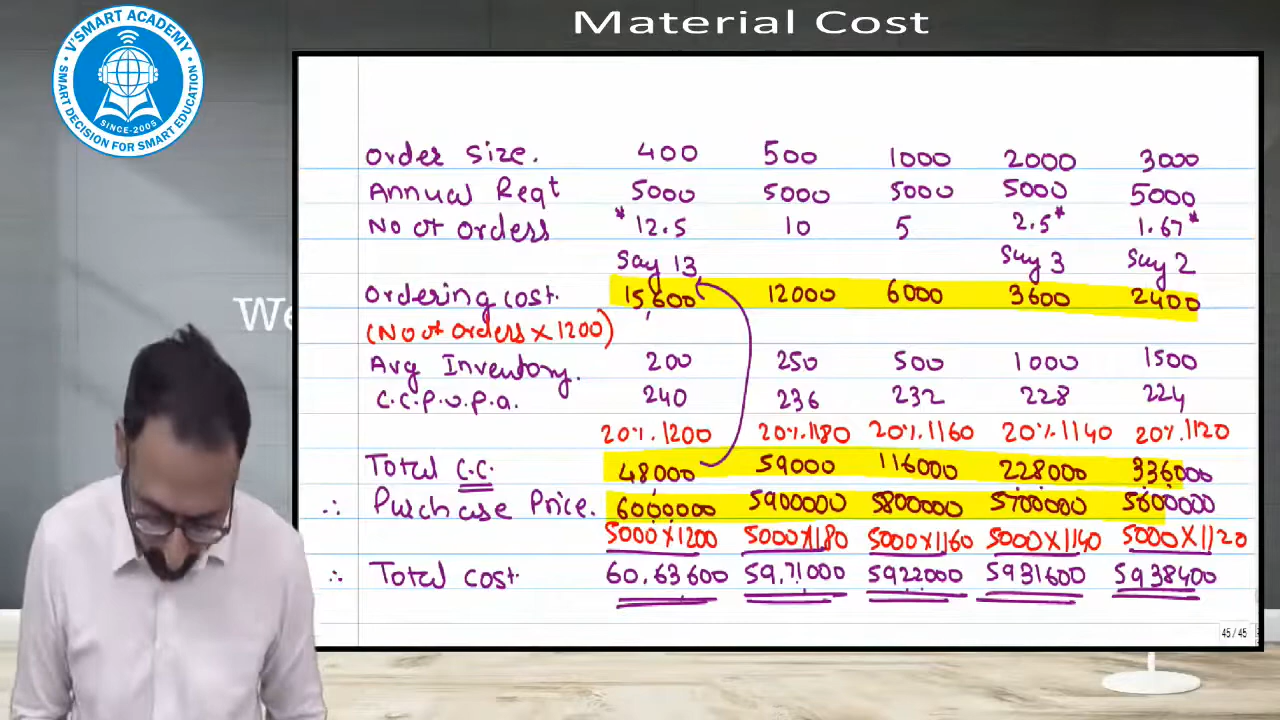 Material Cost
V'SMART ACADEMY
SINCE-2005
SMART DECISION FOR SMART EDUCATION
We
Order Size. 400 500 1000 2000 3000
Annual Reqt 5000 5000 5000 5000 5000
No of orders *12.5 10 5 2.5* 1.67*
Say 13 Say 3 Say 2
Ordering cost. 15,600 12000 6000 3600 2400
(No of orders x 1200)
Avg Inventory. 200 250 500 1000 1500
C.C.P.U.P.A. 240 236 232 228 224
20%.1200 20%.1180 20%.1160 20%.1140 20%.1120
Total C.C. 48000 59000 116000 228000 336000
∴ Purchase Price. 6000000 5900000 5800000 5700000 5600000
5000x1200 5000x1180 5000x1160 5000x1140 5000x1120
∴ Total cost. 60,63600 59,71000 5922000 5931600 5938400
45/45